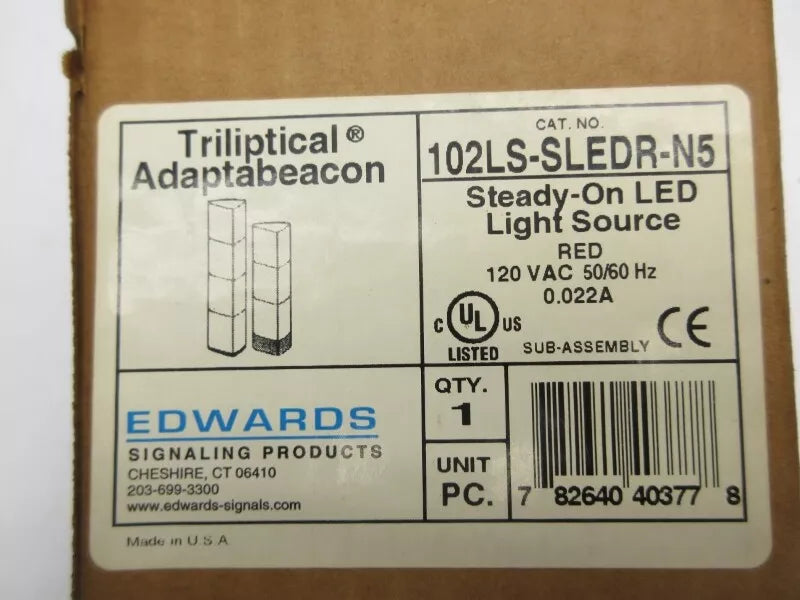 Triliptical ®
Adaptabeacon
CAT. NO.
102LS-SLEDR-N5
Steady-On LED
Light Source
RED
120 VAC 50/60 Hz
0.022A
C UL US
LISTED
SUB-ASSEMBLY CE
EDWARDS
SIGNALING PRODUCTS
CHESHIRE, CT 06410
203-699-3300
www.edwards-signals.com
QTY.
1
UNIT
PC.
7 82640 40377 8
Made in U.S.A